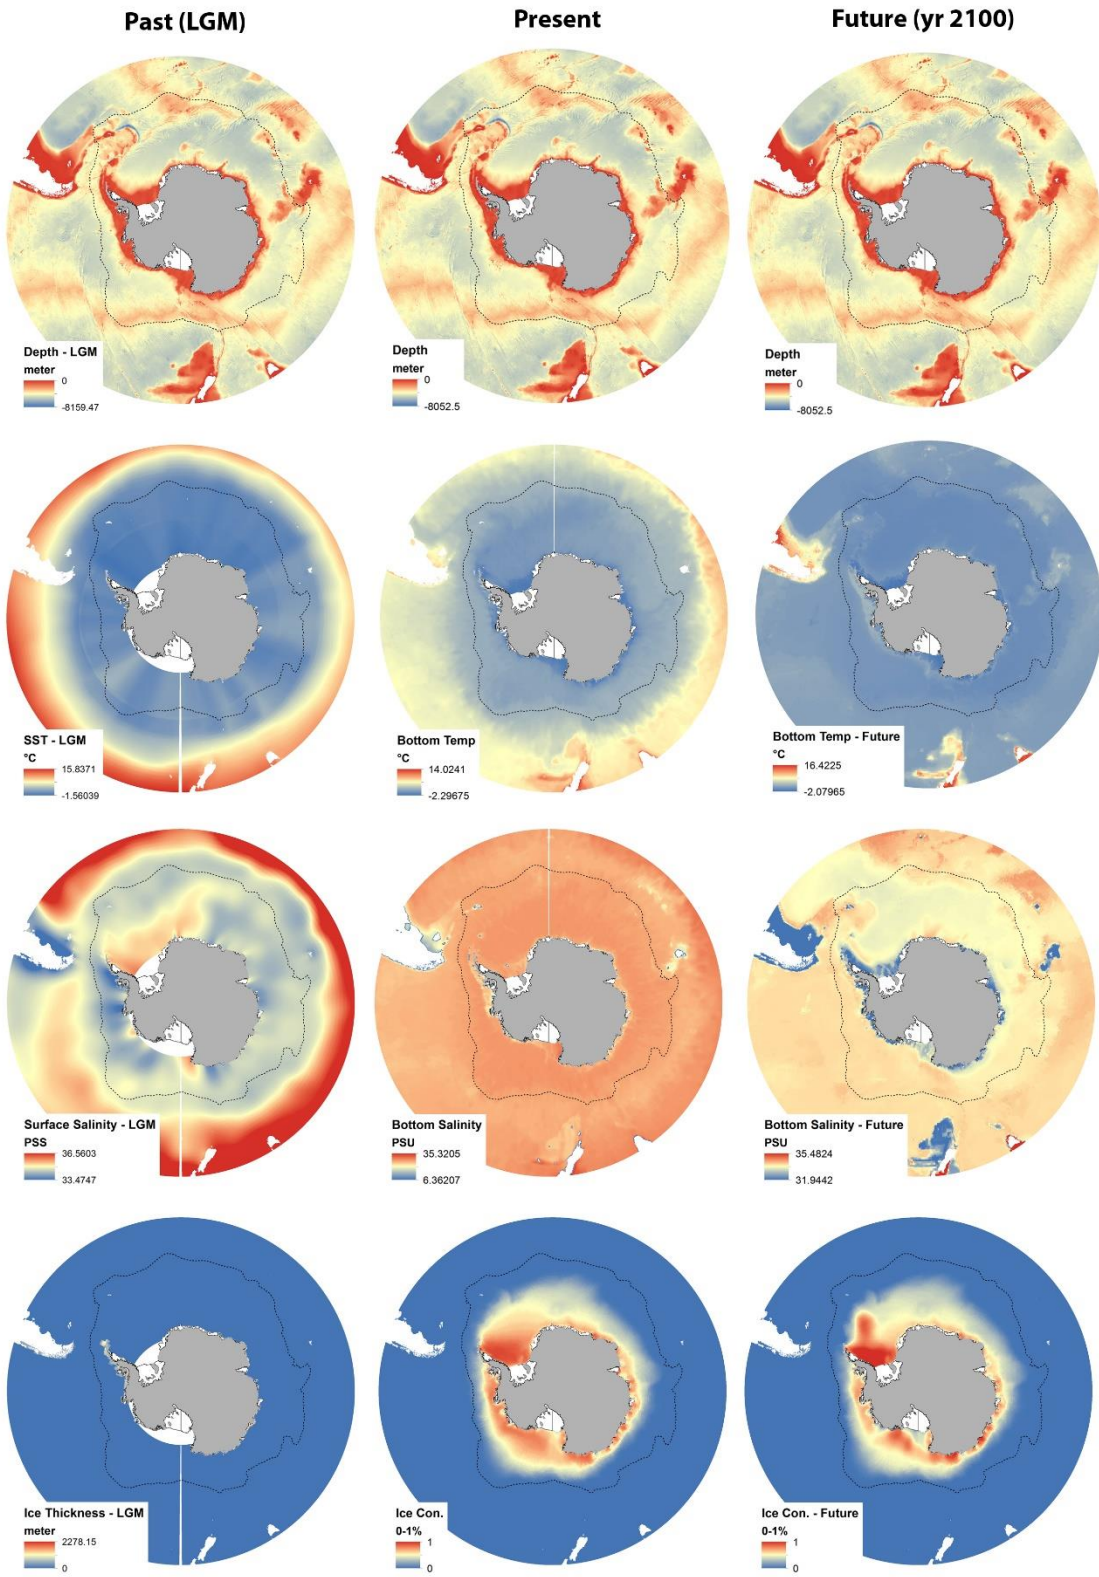 Past (LGM)
Present
Future (yr 2100)
Depth - LGM
meter
0
-8159.47
Depth
meter
0
-8052.5
Depth
meter
0
-8052.5
SST - LGM
°C
15.8371
-1.56039
Bottom Temp
°C
14.0241
-2.29675
Bottom Temp - Future
°C
16.4225
-2.07965
Surface Salinity - LGM
PSS
36.5603
33.4747
Bottom Salinity
PSU
35.3205
6.36207
Bottom Salinity - Future
PSU
35.4824
31.9442
Ice Thickness - LGM
meter
2278.15
0
Ice Con.
0-1%
1
0
Ice Con. - Future
0-1%
1
0